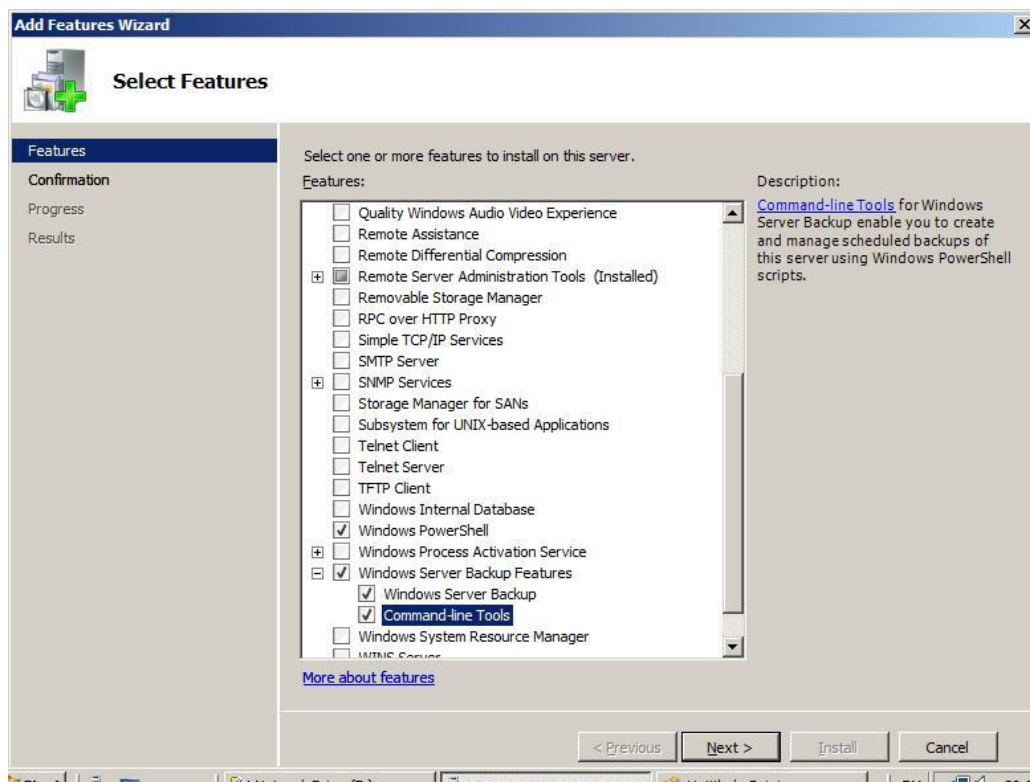 Add Features Wizard
Select Features
Features
Confirmation
Progress
Results
Select one or more features to install on this server.
Features:
Quality Windows Audio Video Experience
Remote Assistance
Remote Differential Compression
Remote Server Administration Tools (Installed)
Removable Storage Manager
RPC over HTTP Proxy
Simple TCP/IP Services
SMTP Server
SNMP Services
Storage Manager for SANs
Subsystem for UNIX-based Applications
Telnet Client
Telnet Server
TFTP Client
Windows Internal Database
Windows PowerShell
Windows Process Activation Service
Windows Server Backup Features
Windows Server Backup
Command-line Tools
Windows System Resource Manager
WINS Server
Description:
Command-line Tools for Windows
Server Backup enable you to create
and manage scheduled backups of
this server using Windows PowerShell
scripts.
More about features
< Previous
Next >
Install
Cancel